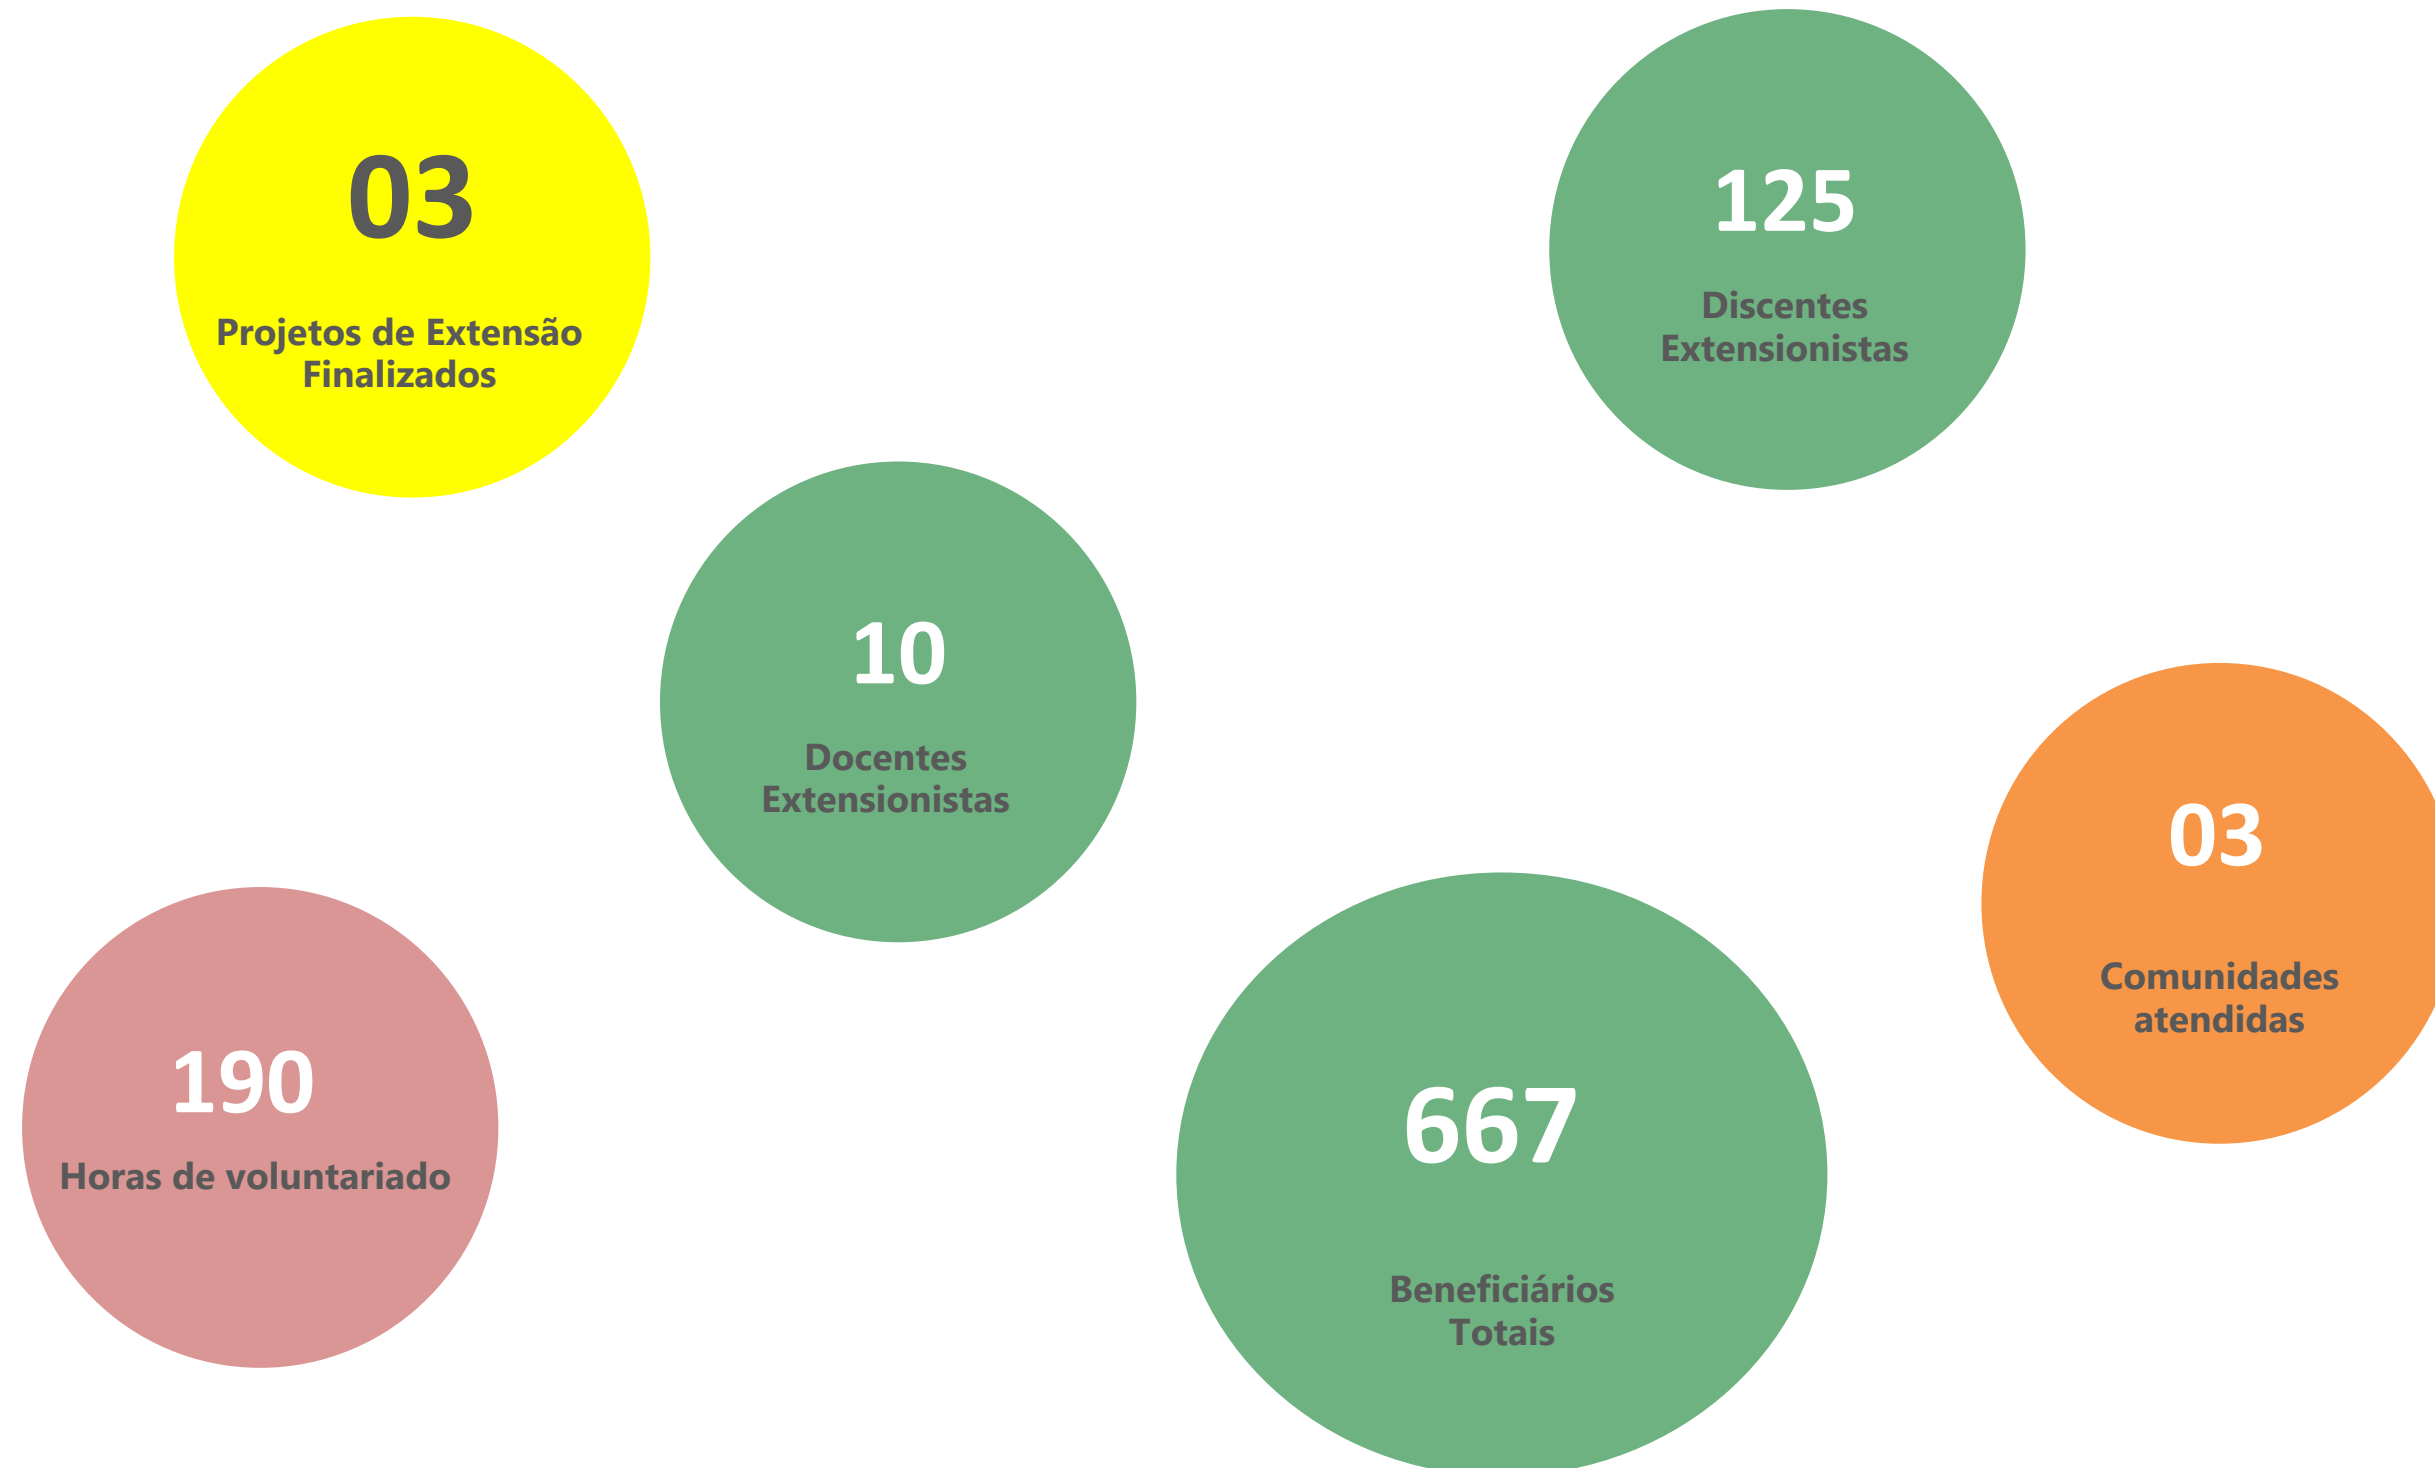 03
Projetos de Extensão
Finalizados
125
Discentes
Extensionistas
10
Docentes
Extensionistas
03
Comunidades
atendidas
190
Horas de voluntariado
667
Beneficiários
Totais